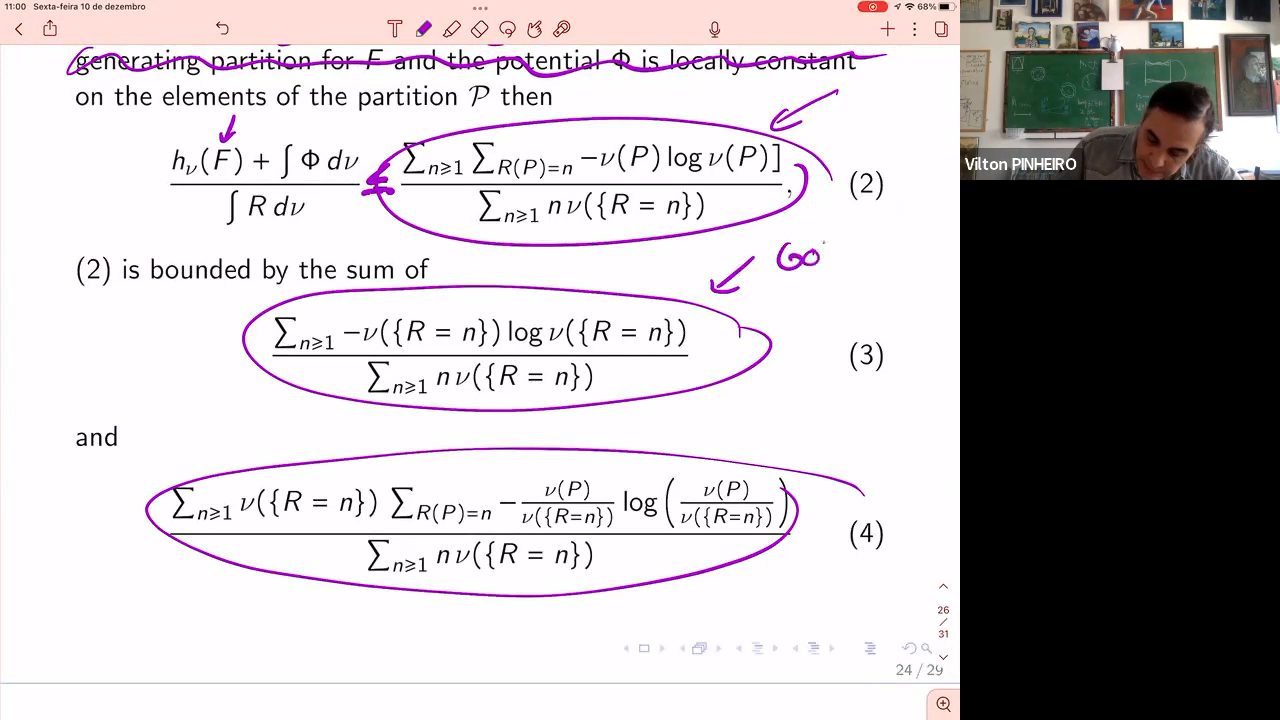 11:00 Sexta-feira 10 de dezembro
68%
generating partition for F and the potential Φ is locally constant
on the elements of the partition 𝒫 then
h_ν(F) + ∫ Φ dν / ∫ R dν ≤ ∑_{n⩾1} ∑_{R(P)=n} −ν(P) log ν(P)] / ∑_{n⩾1} n ν({R = n}), (2)
(2) is bounded by the sum of
∑_{n⩾1} −ν({R = n}) log ν({R = n}) / ∑_{n⩾1} n ν({R = n}) (3)
and
∑_{n⩾1} ν({R = n}) ∑_{R(P)=n} − ν(P)/ν({R=n}) log (ν(P)/ν({R=n})) / ∑_{n⩾1} n ν({R = n}) (4)
26
/
31
24 / 29
Vilton PINHEIRO